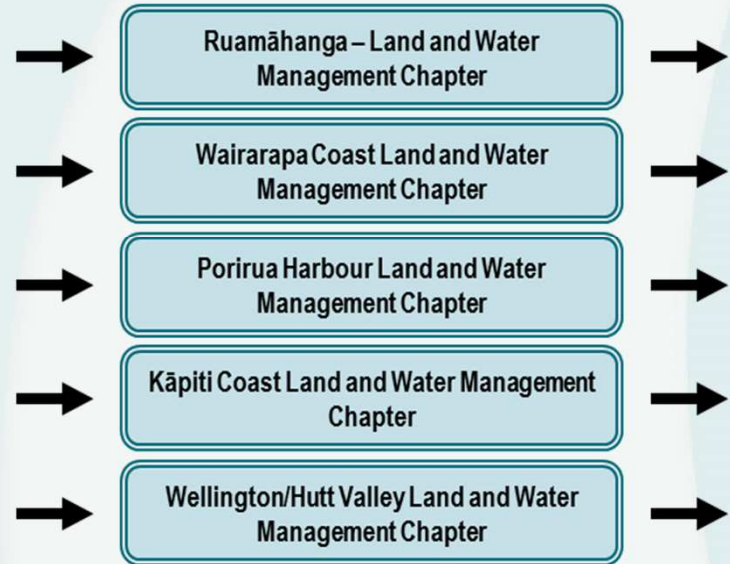 Ruamāhanga – Land and Water
Management Chapter
Wairarapa Coast Land and Water
Management Chapter
Porirua Harbour Land and Water
Management Chapter
Kāpiti Coast Land and Water Management
Chapter
Wellington/Hutt Valley Land and Water
Management Chapter